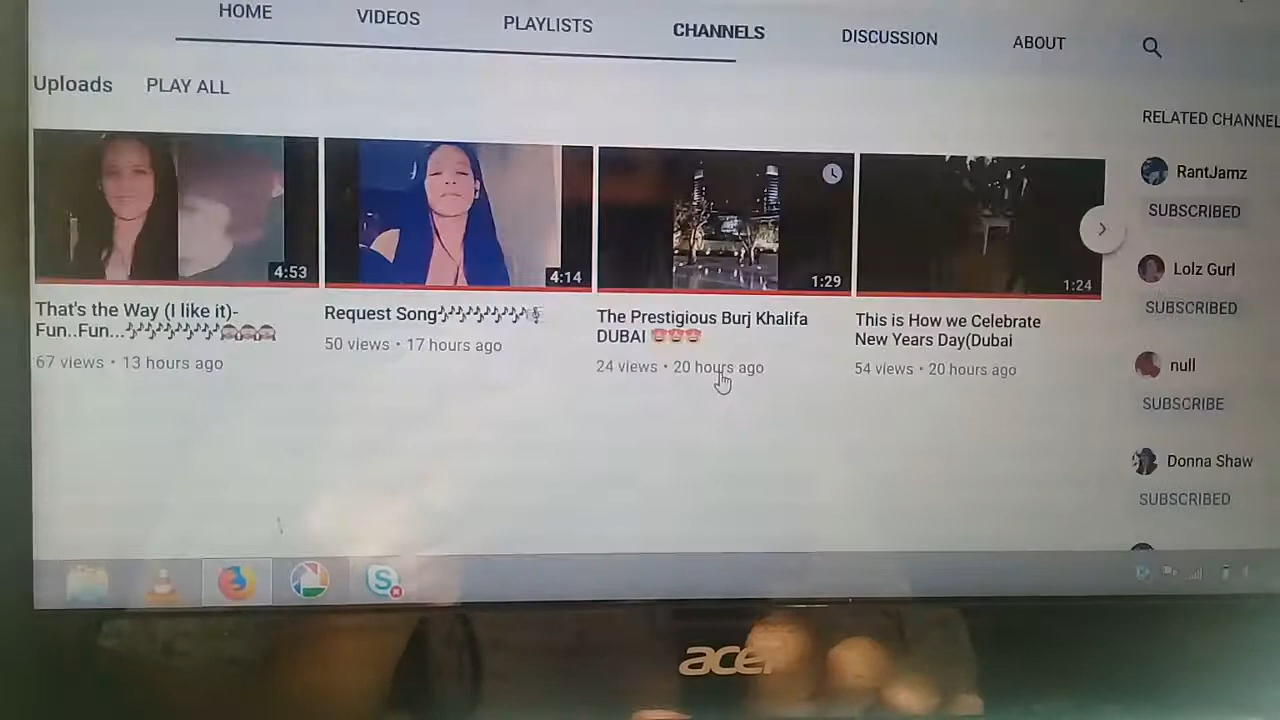 HOME VIDEOS PLAYLISTS CHANNELS DISCUSSION ABOUT
Uploads PLAY ALL
4:53
That's the Way (I like it)-
Fun..Fun...🎶🎶🎶🎶🎶🎶🎶🙈🙈🙈
67 views • 13 hours ago
4:14
Request Song🎶🎶🎶🎶🎶🎶🎶🎼
50 views • 17 hours ago
1:29
The Prestigious Burj Khalifa
DUBAI
24 views • 20 hours ago
1:24
This is How we Celebrate
New Years Day(Dubai
54 views • 20 hours ago
RELATED CHANNEL
RantJamz
SUBSCRIBED
Lolz Gurl
SUBSCRIBED
null
SUBSCRIBE
Donna Shaw
SUBSCRIBED
acer